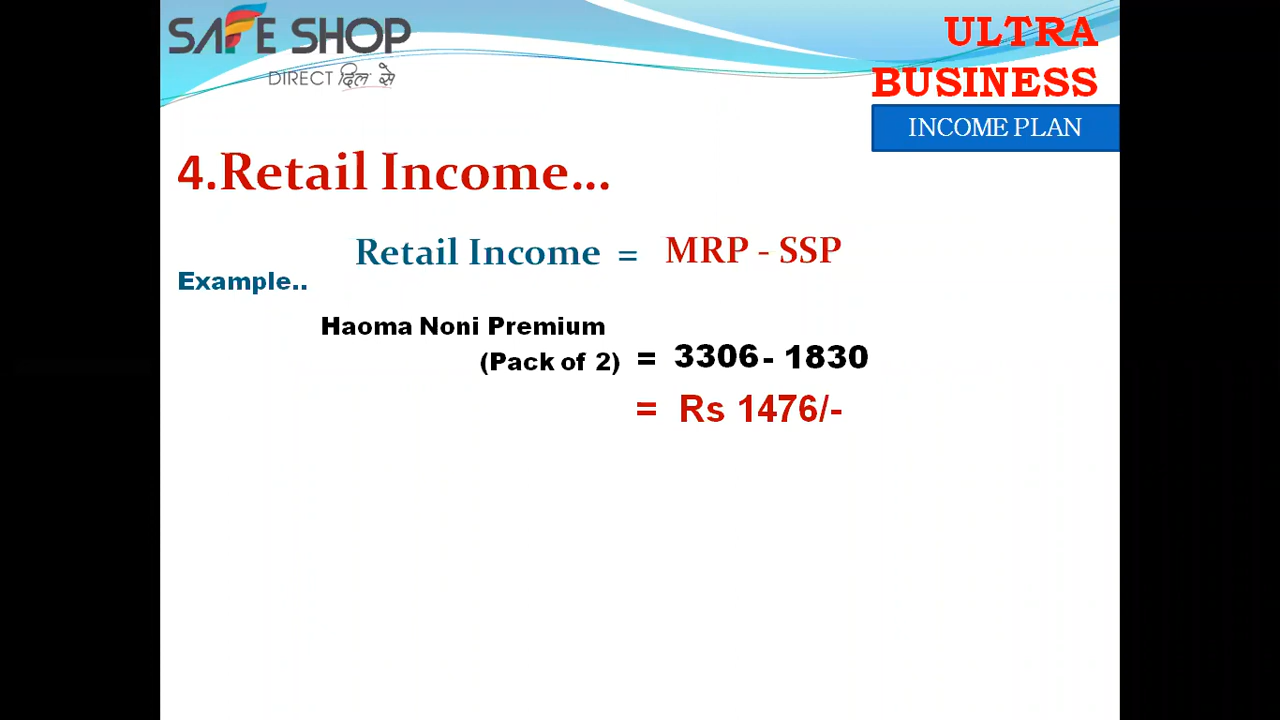 SAFE SHOP
DIRECT दिल से
ULTRA
BUSINESS
INCOME PLAN
4.Retail Income...
Retail Income = MRP - SSP
Example..
Haoma Noni Premium
(Pack of 2) = 3306 - 1830
= Rs 1476/-